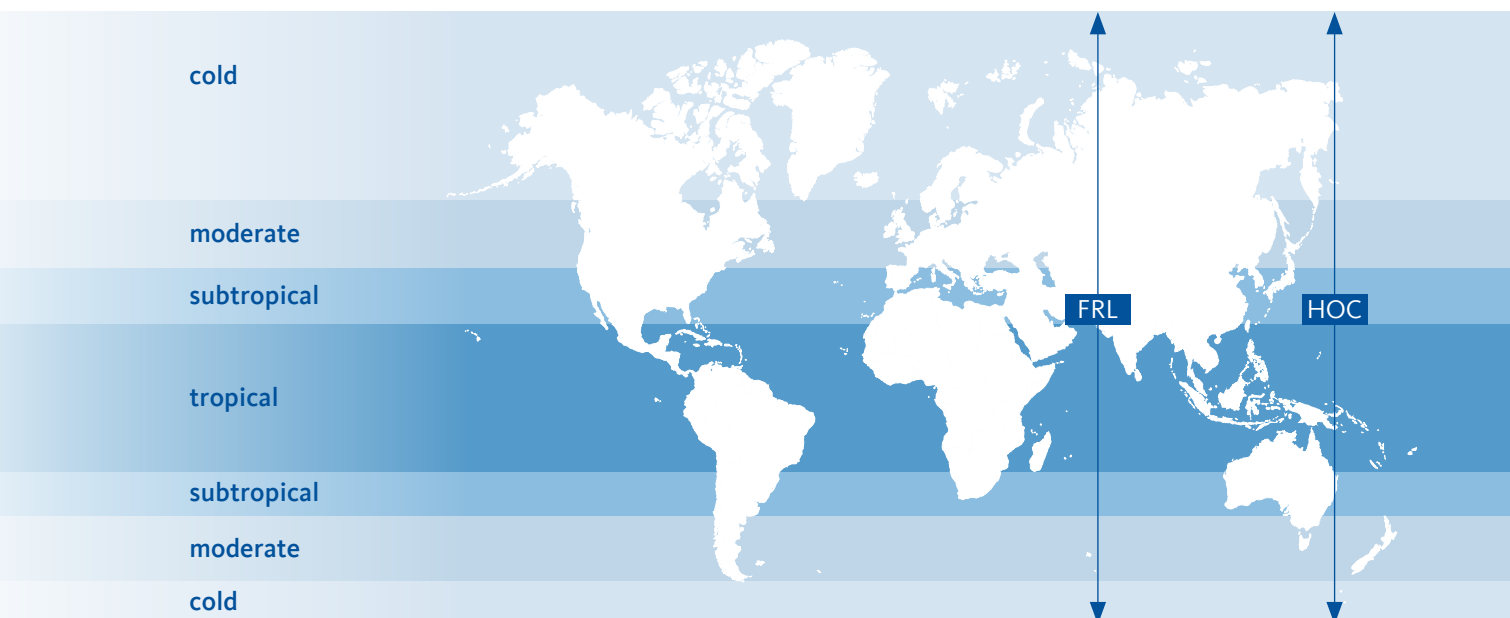 cold
moderate
subtropical
FRL HOC
tropical
subtropical
moderate
cold